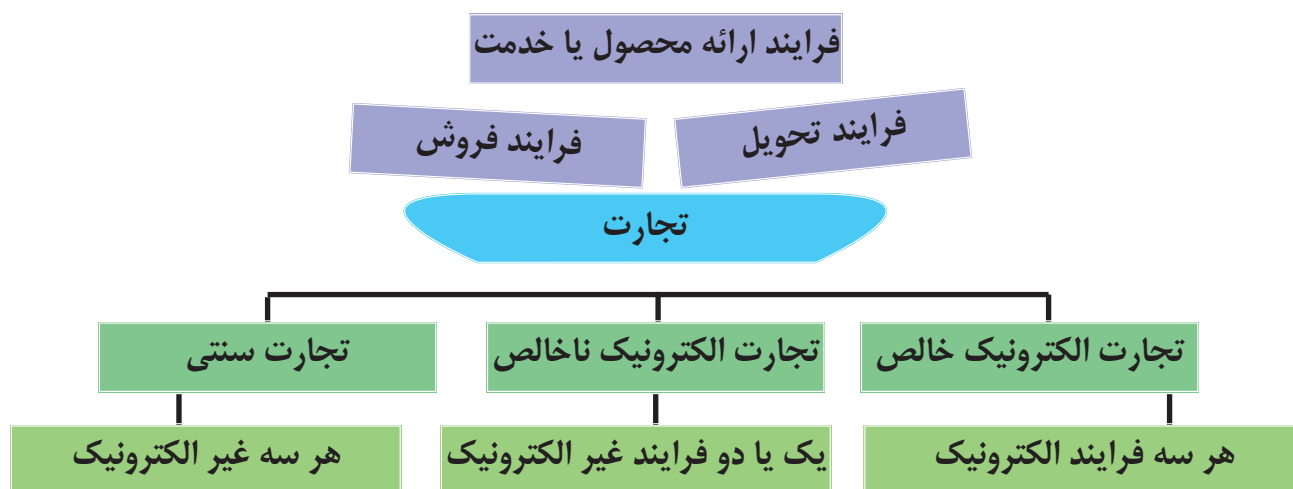 فرایند ارائه محصول یا خدمت
فرایند تحویل
فرایند فروش
تجارت
تجارت الکترونیک خالص
تجارت الکترونیک ناخالص
تجارت سنتی
هر سه فرایند الکترونیک
یک یا دو فرایند غیر الکترونیک
هر سه غیر الکترونیک